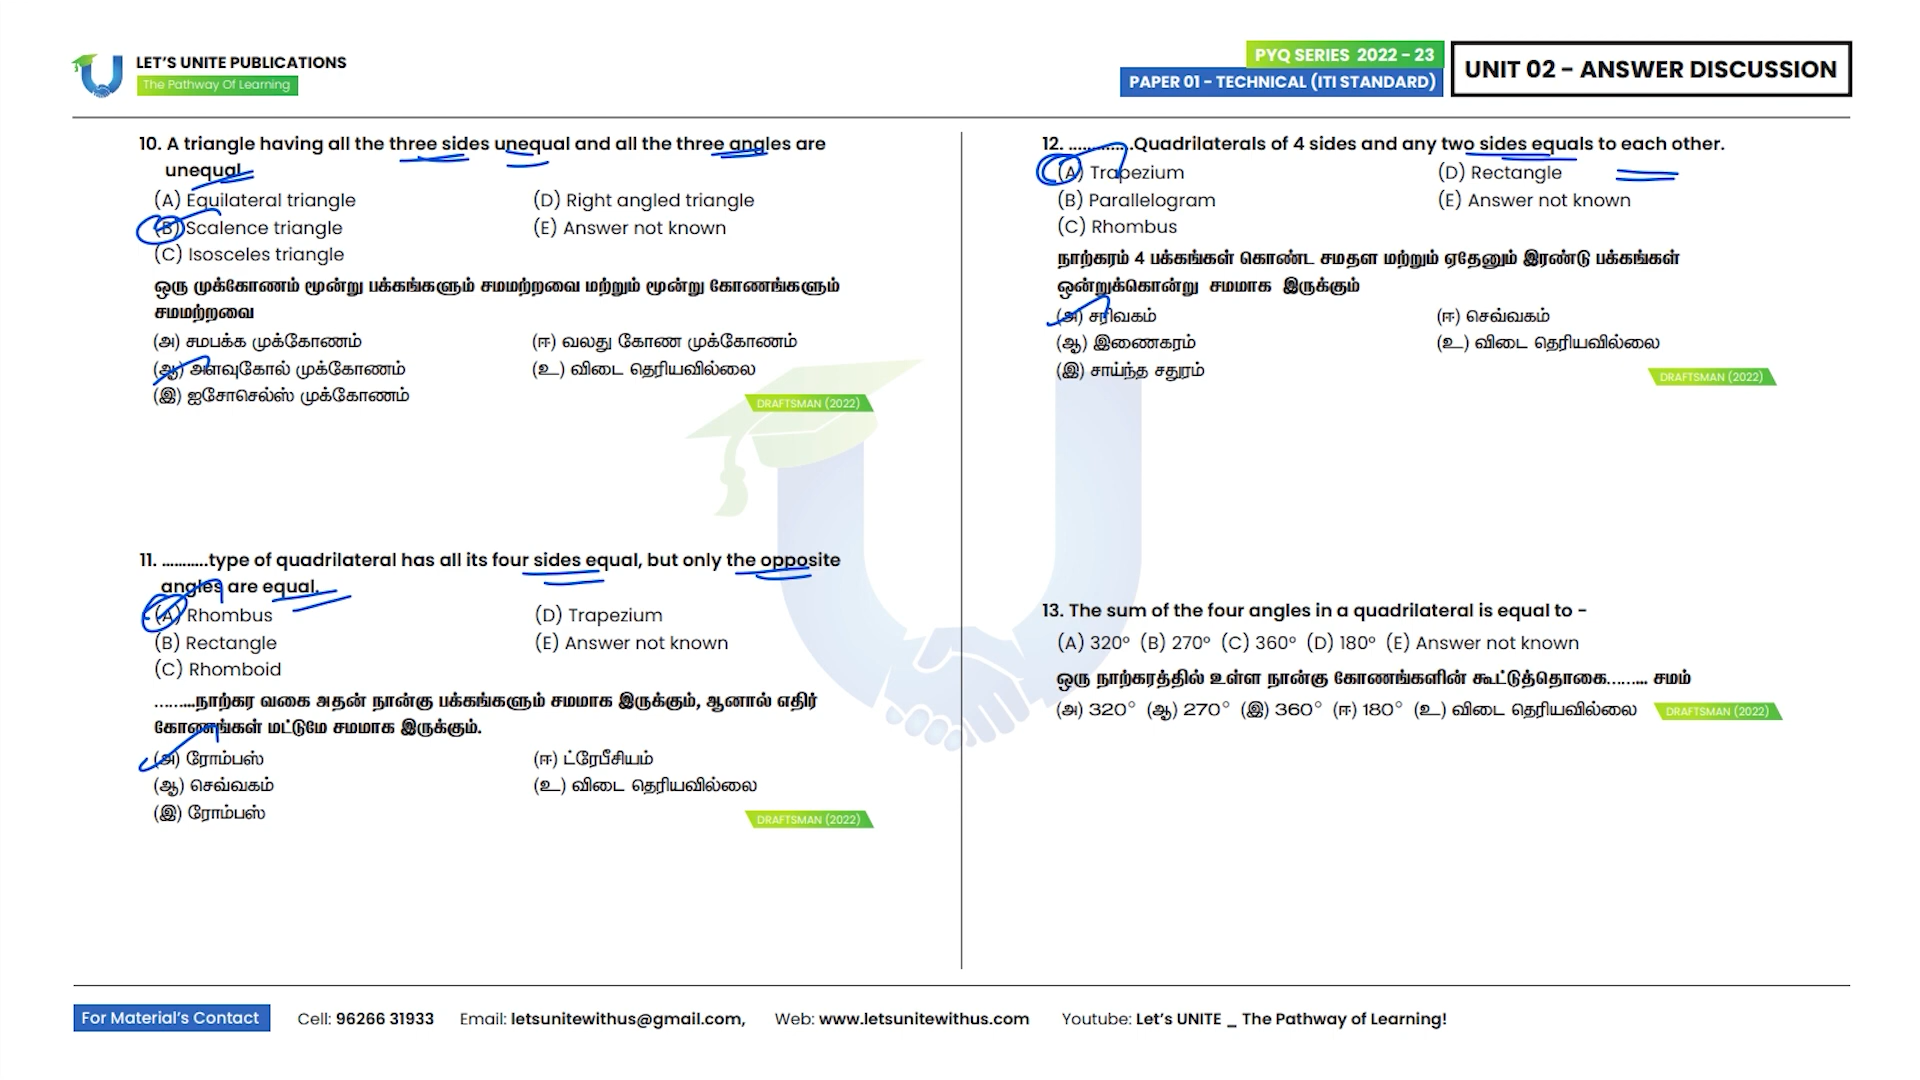 LET'S UNITE PUBLICATIONS
The Pathway Of Learning
PYQ SERIES 2022 - 23
PAPER 01 - TECHNICAL (ITI STANDARD)
UNIT 02 - ANSWER DISCUSSION
10. A triangle having all the three sides unequal and all the three angles are
unequal
(A) Equilateral triangle (D) Right angled triangle
(B) Scalence triangle (E) Answer not known
(C) Isosceles triangle
ஒரு முக்கோணம் மூன்று பக்கங்களும் சமமற்றவை மற்றும் மூன்று கோணங்களும்
சமமற்றவை
(அ) சமபக்க முக்கோணம் (ஈ) வலது கோண முக்கோணம்
(ஆ) அளவுகோல் முக்கோணம் (உ) விடை தெரியவில்லை
(இ) ஐசோசெல்ஸ் முக்கோணம்
DRAFTSMAN (2022)
11. ...........type of quadrilateral has all its four sides equal, but only the opposite
angles are equal.
(A) Rhombus (D) Trapezium
(B) Rectangle (E) Answer not known
(C) Rhomboid
.........நாற்கர வகை அதன் நான்கு பக்கங்களும் சமமாக இருக்கும், ஆனால் எதிர்
கோணங்கள் மட்டுமே சமமாக இருக்கும்.
(அ) ரோம்பஸ் (ஈ) ட்ரேபீசியம்
(ஆ) செவ்வகம் (உ) விடை தெரியவில்லை
(இ) ரோம்பஸ்
DRAFTSMAN (2022)
12. ..............Quadrilaterals of 4 sides and any two sides equals to each other.
(A) Trapezium (D) Rectangle
(B) Parallelogram (E) Answer not known
(C) Rhombus
நாற்கரம் 4 பக்கங்கள் கொண்ட சமதள மற்றும் ஏதேனும் இரண்டு பக்கங்கள்
ஒன்றுக்கொன்று சமமாக இருக்கும்
(அ) சரிவகம் (ஈ) செவ்வகம்
(ஆ) இணைகரம் (உ) விடை தெரியவில்லை
(இ) சாய்ந்த சதுரம்
DRAFTSMAN (2022)
13. The sum of the four angles in a quadrilateral is equal to -
(A) 320° (B) 270° (C) 360° (D) 180° (E) Answer not known
ஒரு நாற்கரத்தில் உள்ள நான்கு கோணங்களின் கூட்டுத்தொகை......... சமம்
(அ) 320° (ஆ) 270° (இ) 360° (ஈ) 180° (உ) விடை தெரியவில்லை DRAFTSMAN (2022)
For Material's Contact Cell: 96266 31933 Email: letsunitewithus@gmail.com, Web: www.letsunitewithus.com Youtube: Let's UNITE _ The Pathway of Learning!